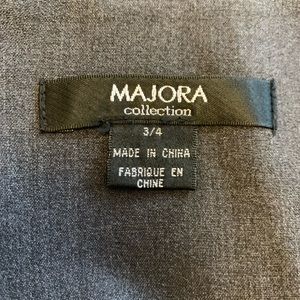 MAJORA
collection
3/4
MADE IN CHINA
FABRIQUE EN
CHINE